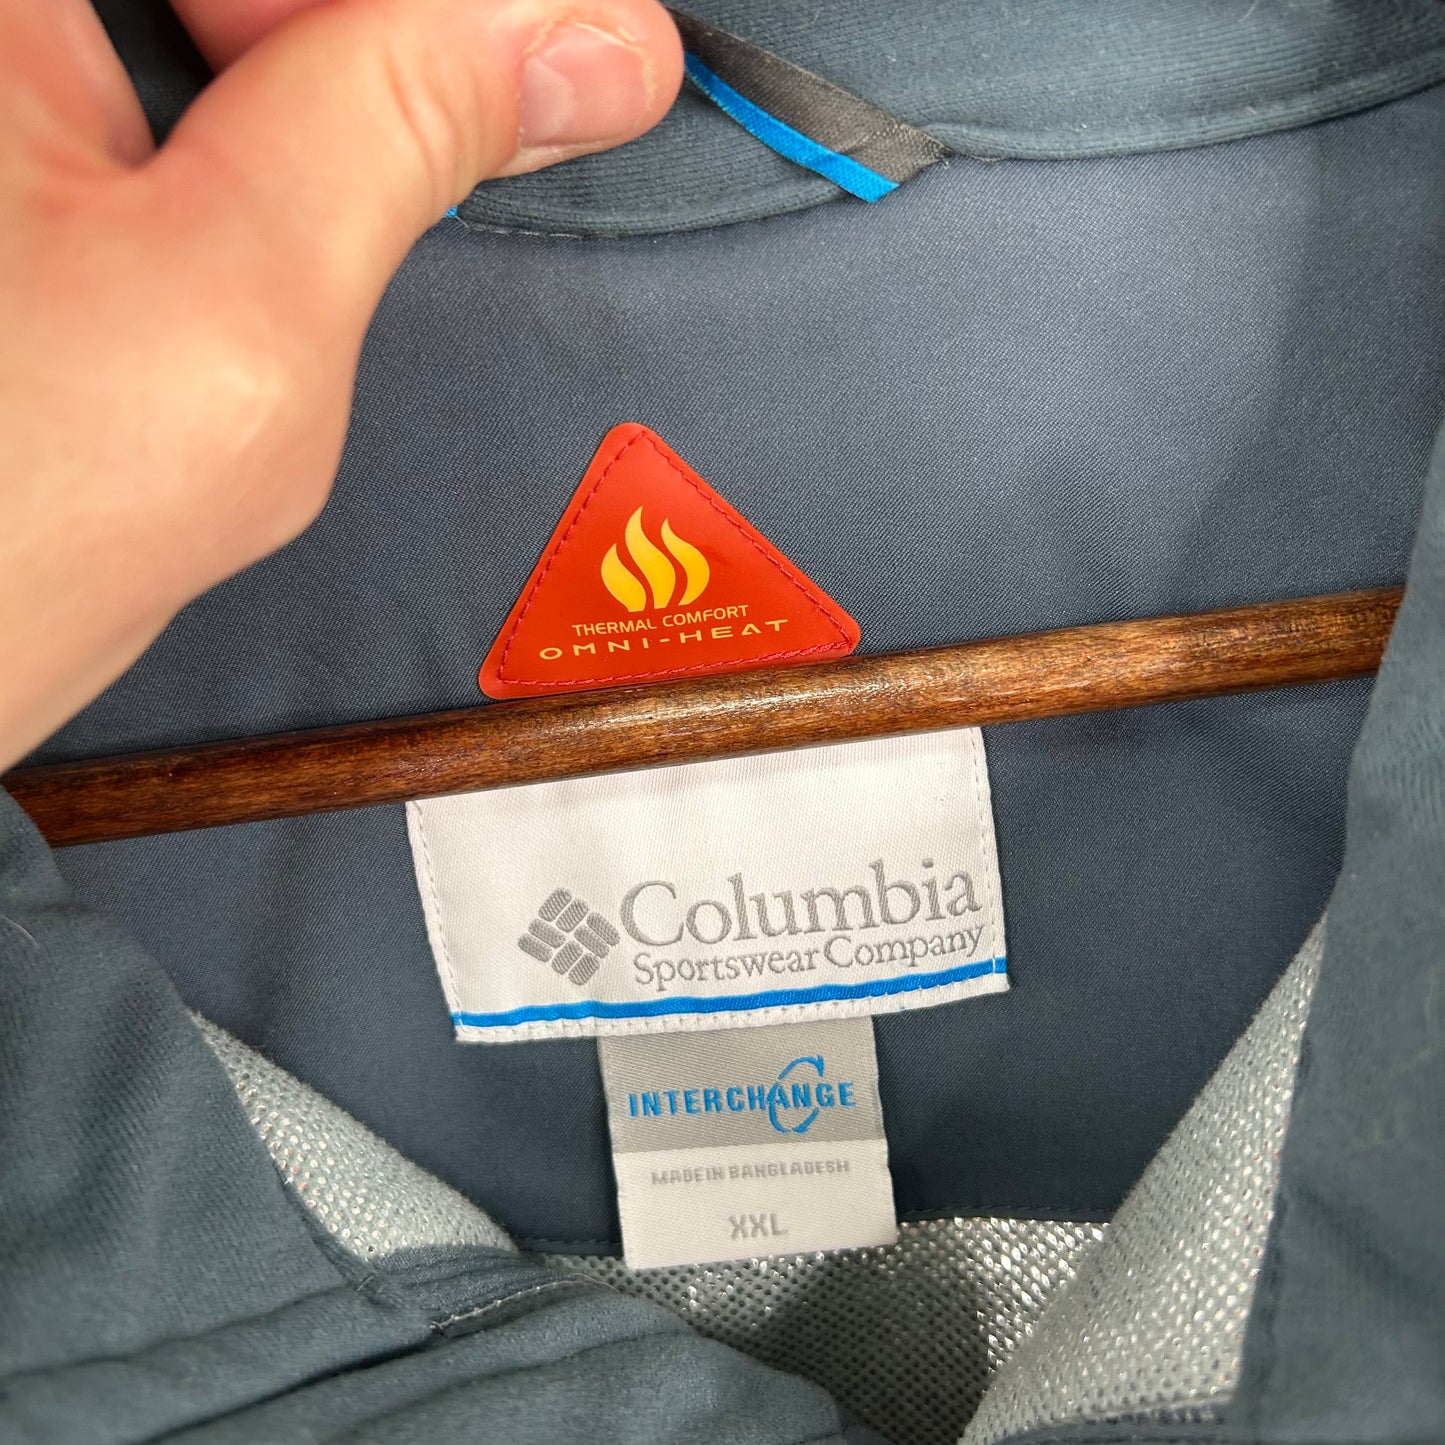 THERMAL COMFORT
OMNI-HEAT
Columbia
Sportswear Company
INTERCHANGE
MADE IN BANGLADESH
XXL